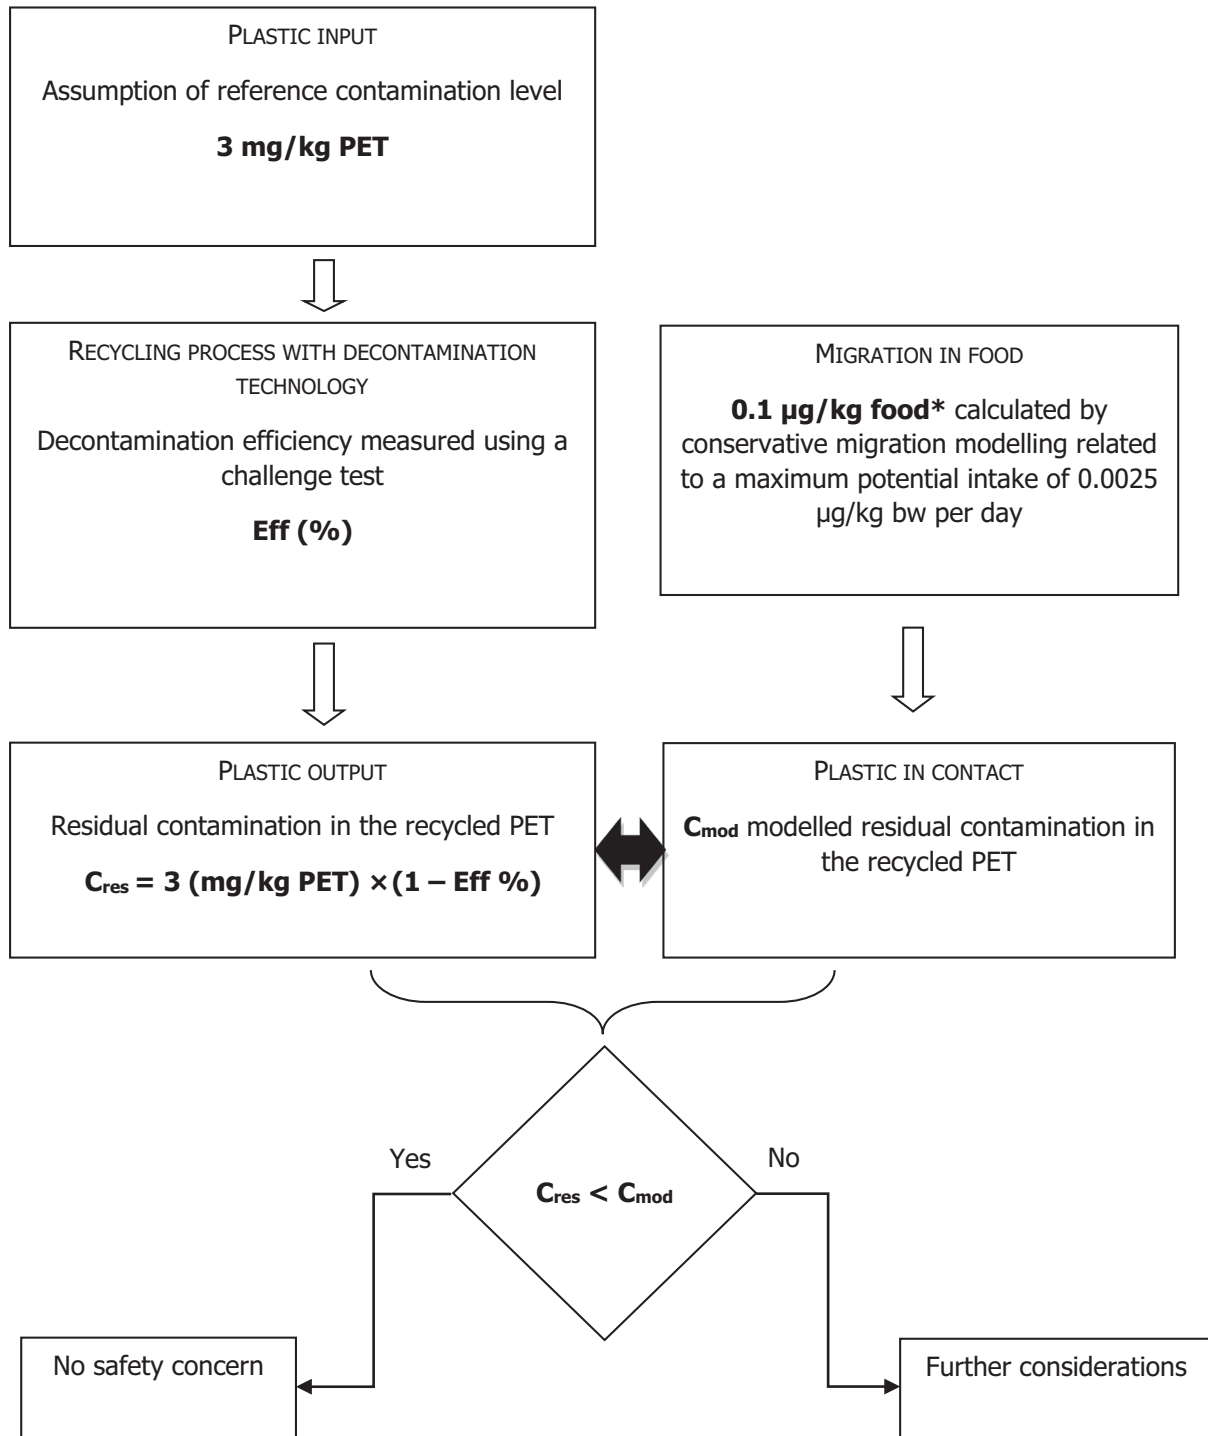 PLASTIC INPUT
Assumption of reference contamination level
3 mg/kg PET
RECYCLING PROCESS WITH DECONTAMINATION
TECHNOLOGY
Decontamination efficiency measured using a
challenge test
Eff (%)
MIGRATION IN FOOD
0.1 µg/kg food* calculated by
conservative migration modelling related
to a maximum potential intake of 0.0025
µg/kg bw per day
PLASTIC OUTPUT
Residual contamination in the recycled PET
Cres = 3 (mg/kg PET) × (1 – Eff %)
PLASTIC IN CONTACT
Cmod modelled residual contamination in
the recycled PET
Yes
No
Cres < Cmod
No safety concern
Further considerations